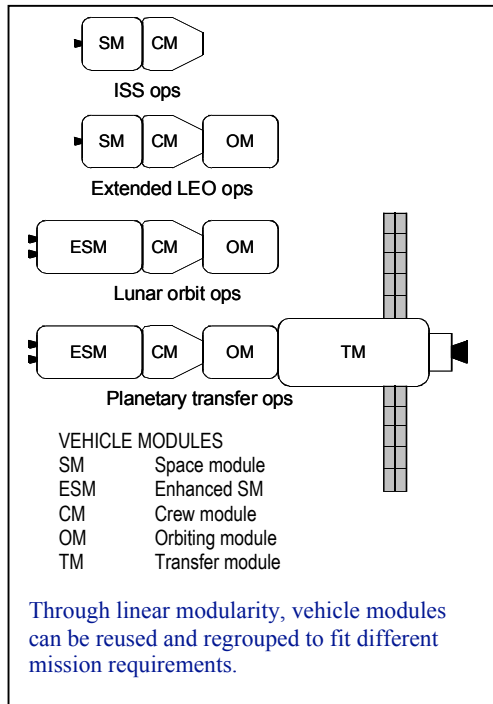 SM CM
ISS ops
SM CM OM
Extended LEO ops
ESM CM OM
Lunar orbit ops
ESM CM OM TM
Planetary transfer ops
VEHICLE MODULES
SM Space module
ESM Enhanced SM
CM Crew module
OM Orbiting module
TM Transfer module
Through linear modularity, vehicle modules
can be reused and regrouped to fit different
mission requirements.